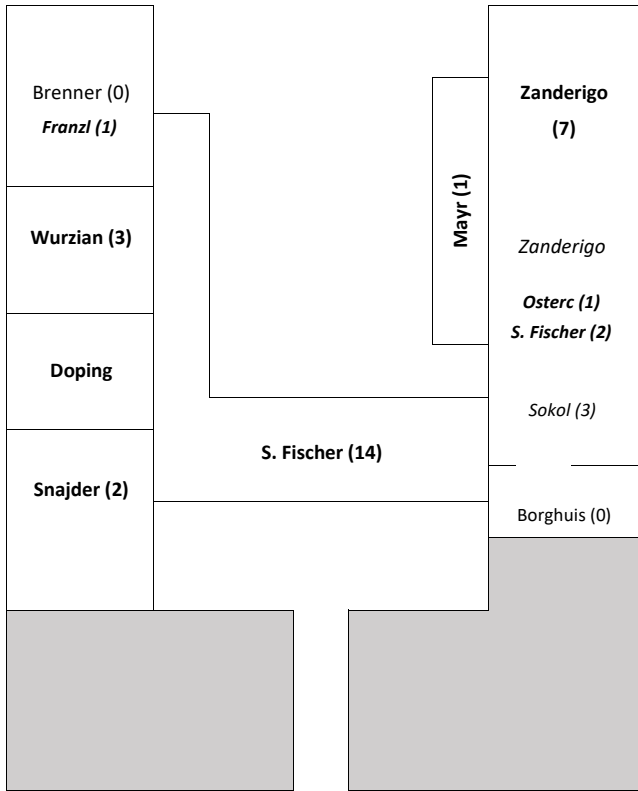 Brenner (0)
Franzl (1)
Wurzian (3)
Doping
Snajder (2)
S. Fischer (14)
Mayr (1)
Zanderigo
(7)
Zanderigo
Osterc (1)
S. Fischer (2)
Sokol (3)
Borghuis (0)